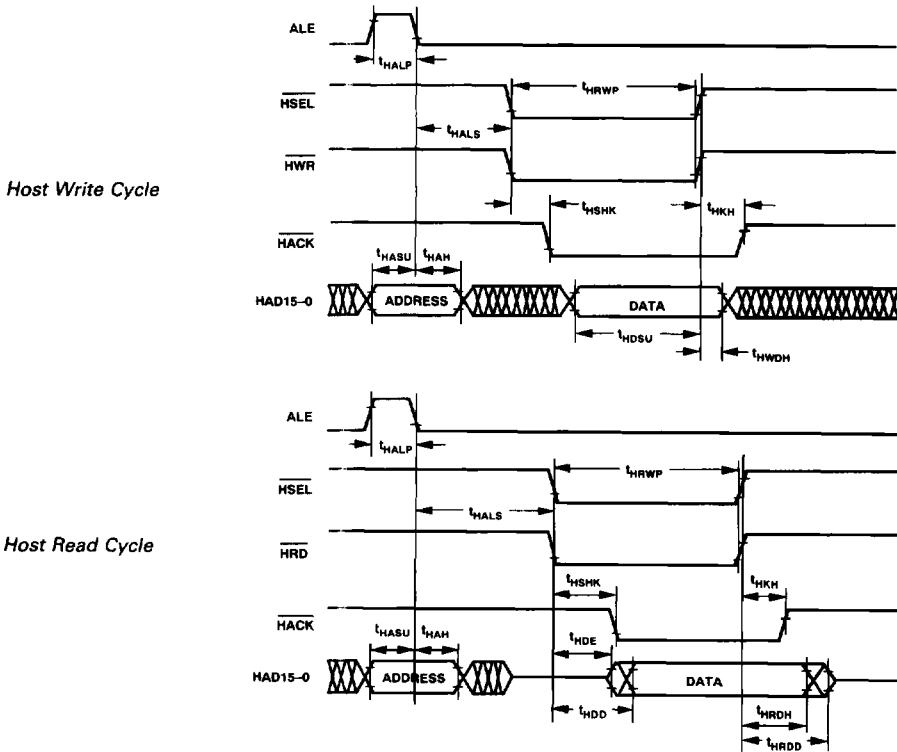 ALE
tHALP
HSEL
tHRWP
tHALS
HWR
Host Write Cycle
tHSHK
tHKH
HACK
tHASU
tHAH
HAD15–0
ADDRESS
DATA
tHDSU
tHWDH
ALE
tHALP
HSEL
tHRWP
tHALS
Host Read Cycle
HRD
tHSHK
tHKH
HACK
tHASU
tHAH
tHDE
HAD15–0
ADDRESS
DATA
tHDD
tHRDH
tHRDD